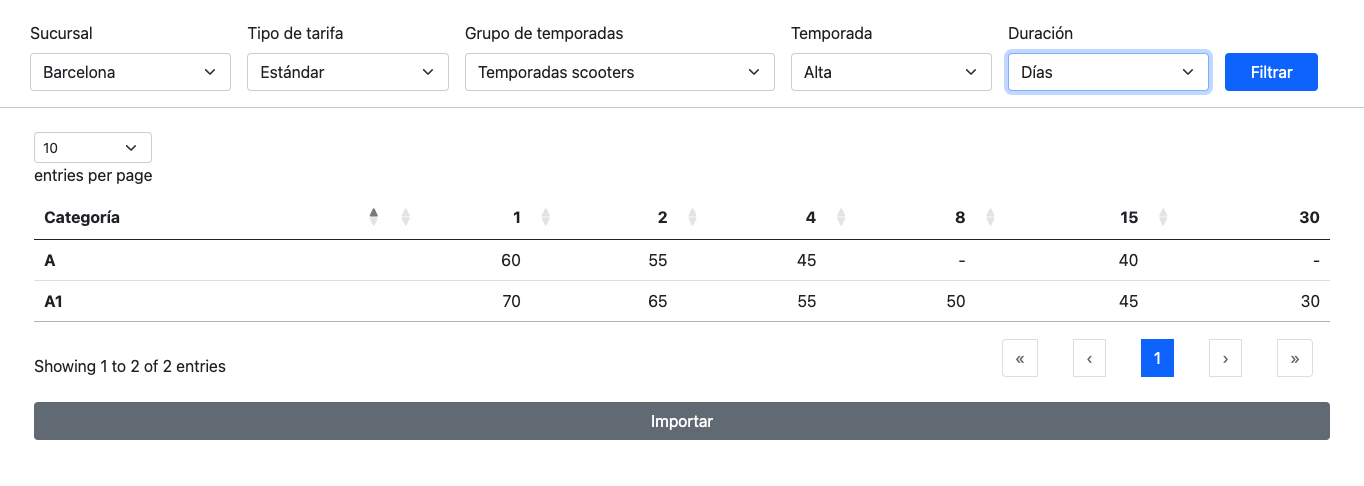 Sucursal Tipo de tarifa Grupo de temporadas Temporada Duración
Barcelona Estándar Temporadas scooters Alta Días Filtrar
10
entries per page
Categoría 1 2 4 8 15 30
A 60 55 45 - 40 -
A1 70 65 55 50 45 30
Showing 1 to 2 of 2 entries « ‹ 1 › »
Importar